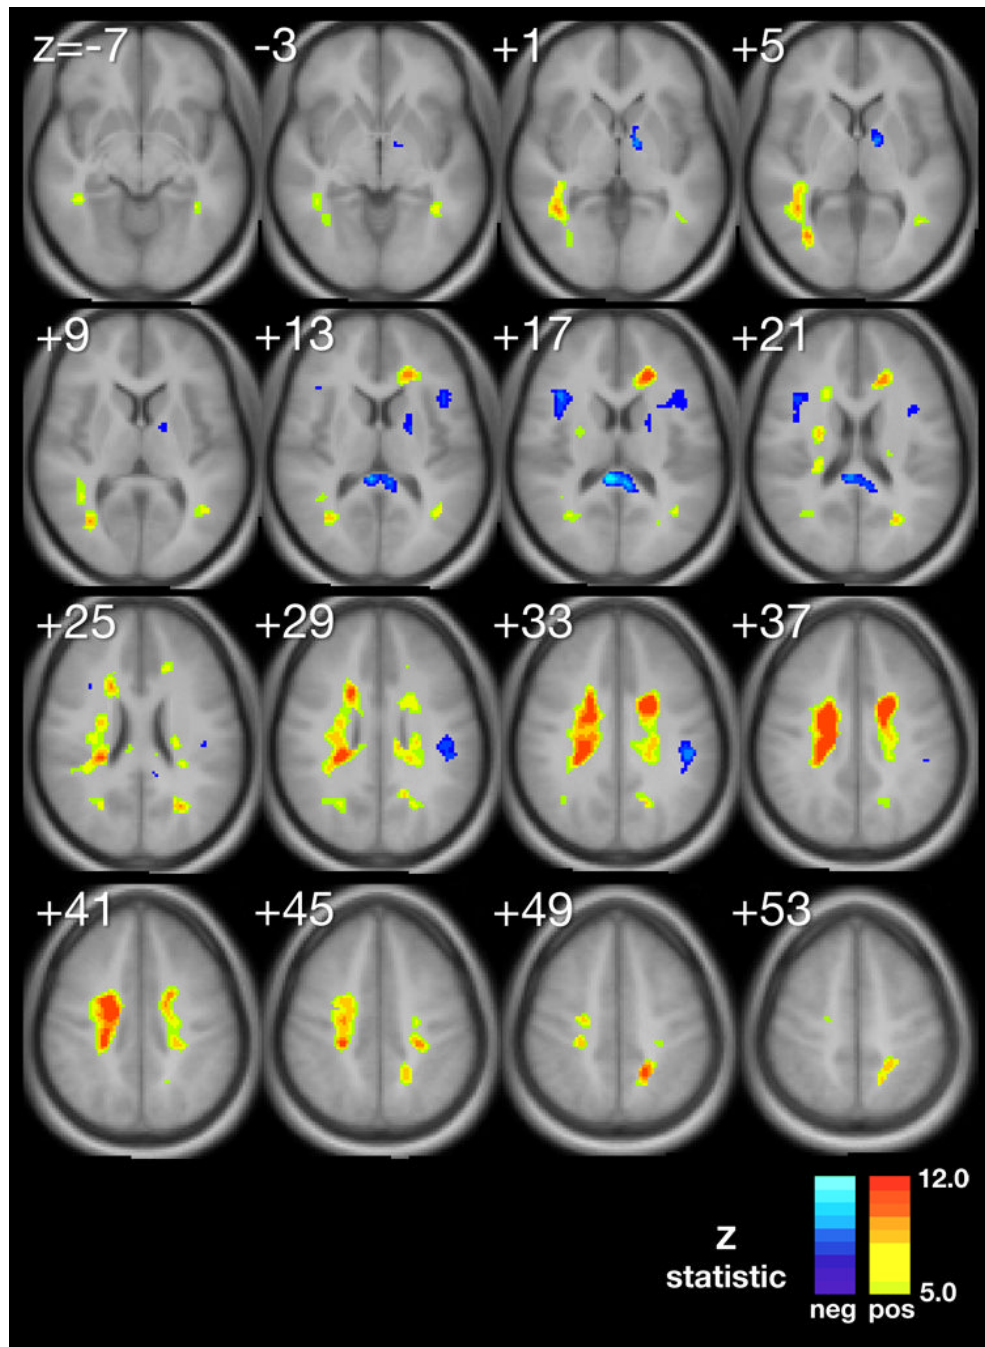 z=-7 -3 +1 +5
+9 +13 +17 +21
+25 +29 +33 +37
+41 +45 +49 +53
12.0
z
statistic
5.0
neg pos